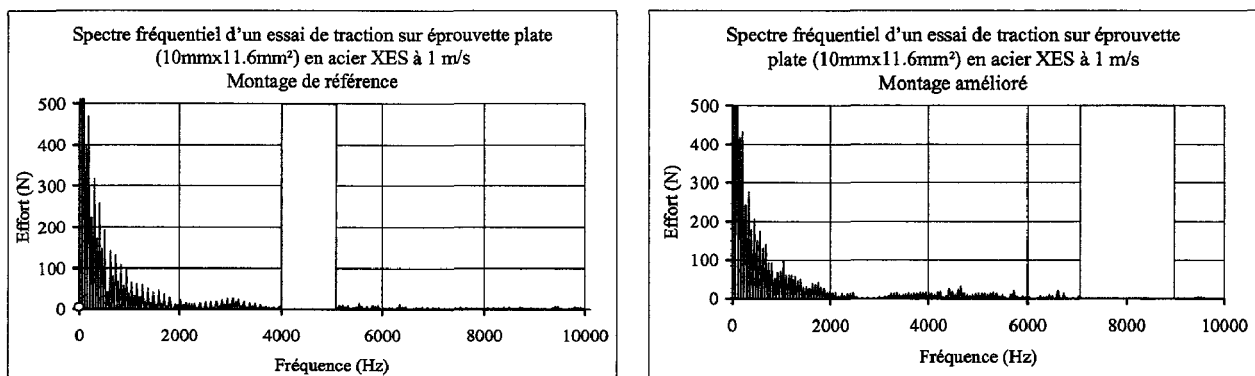 Spectre fréquentiel d'un essai de traction sur éprouvette plate
(10mmx11.6mm²) en acier XES à 1 m/s
Montage de référence
500
400
300
200
100
0
Effort (N)
0 2000 4000 6000 8000 10000
Fréquence (Hz)
Spectre fréquentiel d'un essai de traction sur éprouvette
plate (10mmx11.6mm²) en acier XES à 1 m/s
Montage amélioré
500
400
300
200
100
0
Effort (N)
0 2000 4000 6000 8000 10000
Fréquence (Hz)